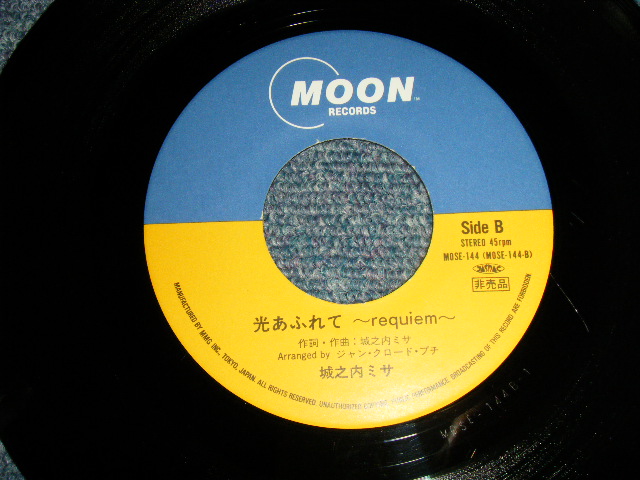 MOON™
RECORDS
Side B
STEREO 45rpm
MOSE-144 (MOSE-144-B)
JASRAC
非売品
光あふれて ～requiem～
作詞・作曲：城之内ミサ
Arranged by ジャン・クロード・プチ
城之内ミサ
MANUFACTURED BY MMG INC., TOKYO, JAPAN. ALL RIGHTS RESERVED. UNAUTHORIZED COPYING, PUBLIC PERFORMANCE, BROADCASTING OF THIS RECORD ARE FORBIDDEN